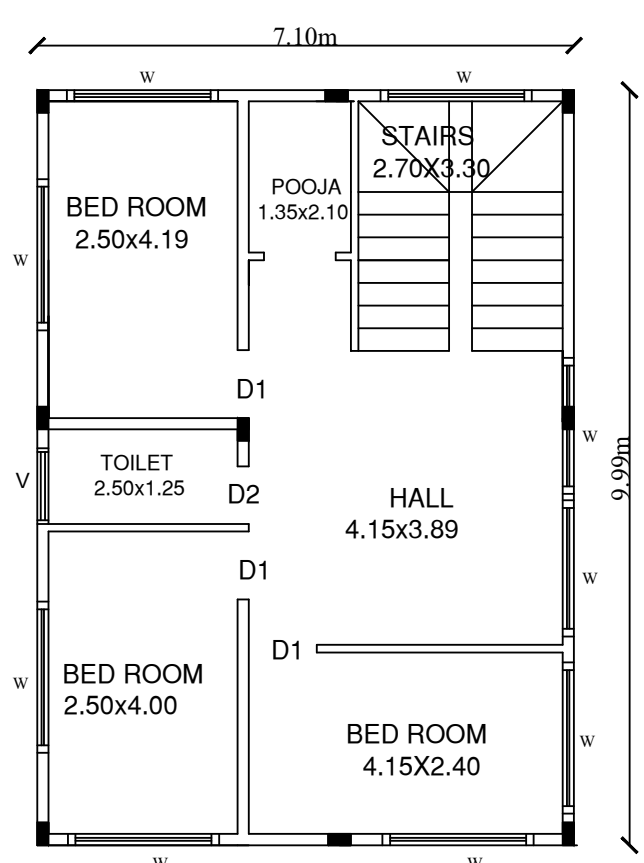 7.10m
W
W
STAIRS
2.70X3.30
POOJA
1.35x2.10
BED ROOM
2.50x4.19
W
D1
W
9.99m
TOILET
2.50x1.25
V
D2
HALL
4.15x3.89
D1
W
D1
BED ROOM
2.50x4.00
W
BED ROOM
4.15X2.40
W
W
W